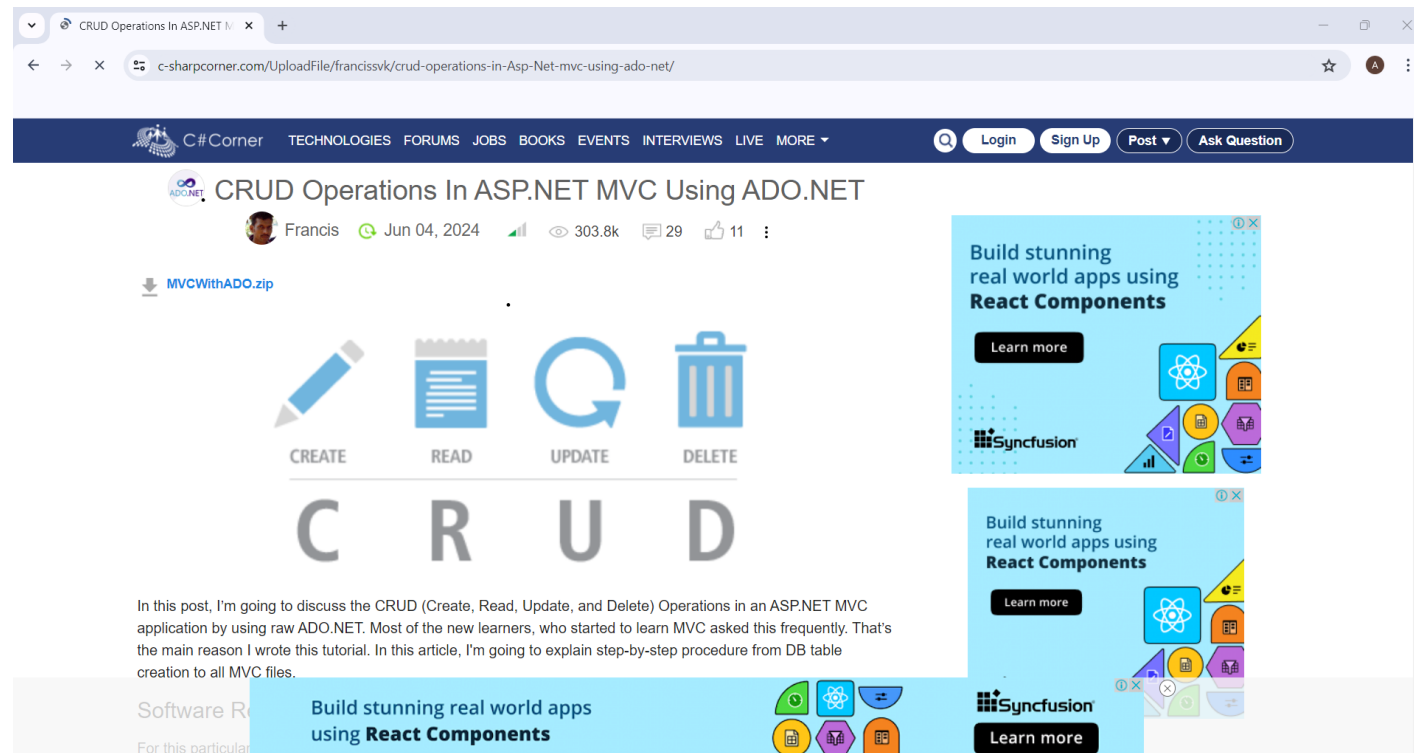 CRUD Operations In ASP.NET M
c-sharpcorner.com/UploadFile/francissvk/crud-operations-in-Asp-Net-mvc-using-ado-net/
A
C#Corner TECHNOLOGIES FORUMS JOBS BOOKS EVENTS INTERVIEWS LIVE MORE Login Sign Up Post Ask Question
ADO.NET CRUD Operations In ASP.NET MVC Using ADO.NET
Francis Jun 04, 2024 303.8k 29 11
MVCWithADO.zip
CREATE READ UPDATE DELETE
C R U D
In this post, I'm going to discuss the CRUD (Create, Read, Update, and Delete) Operations in an ASP.NET MVC
application by using raw ADO.NET. Most of the new learners, who started to learn MVC asked this frequently. That's
the main reason I wrote this tutorial. In this article, I'm going to explain step-by-step procedure from DB table
creation to all MVC files.
Software Re
For this particular
Build stunning
real world apps using
React Components
Learn more
Syncfusion
Build stunning
real world apps using
React Components
Learn more
Build stunning real world apps
using React Components
Syncfusion
Learn more